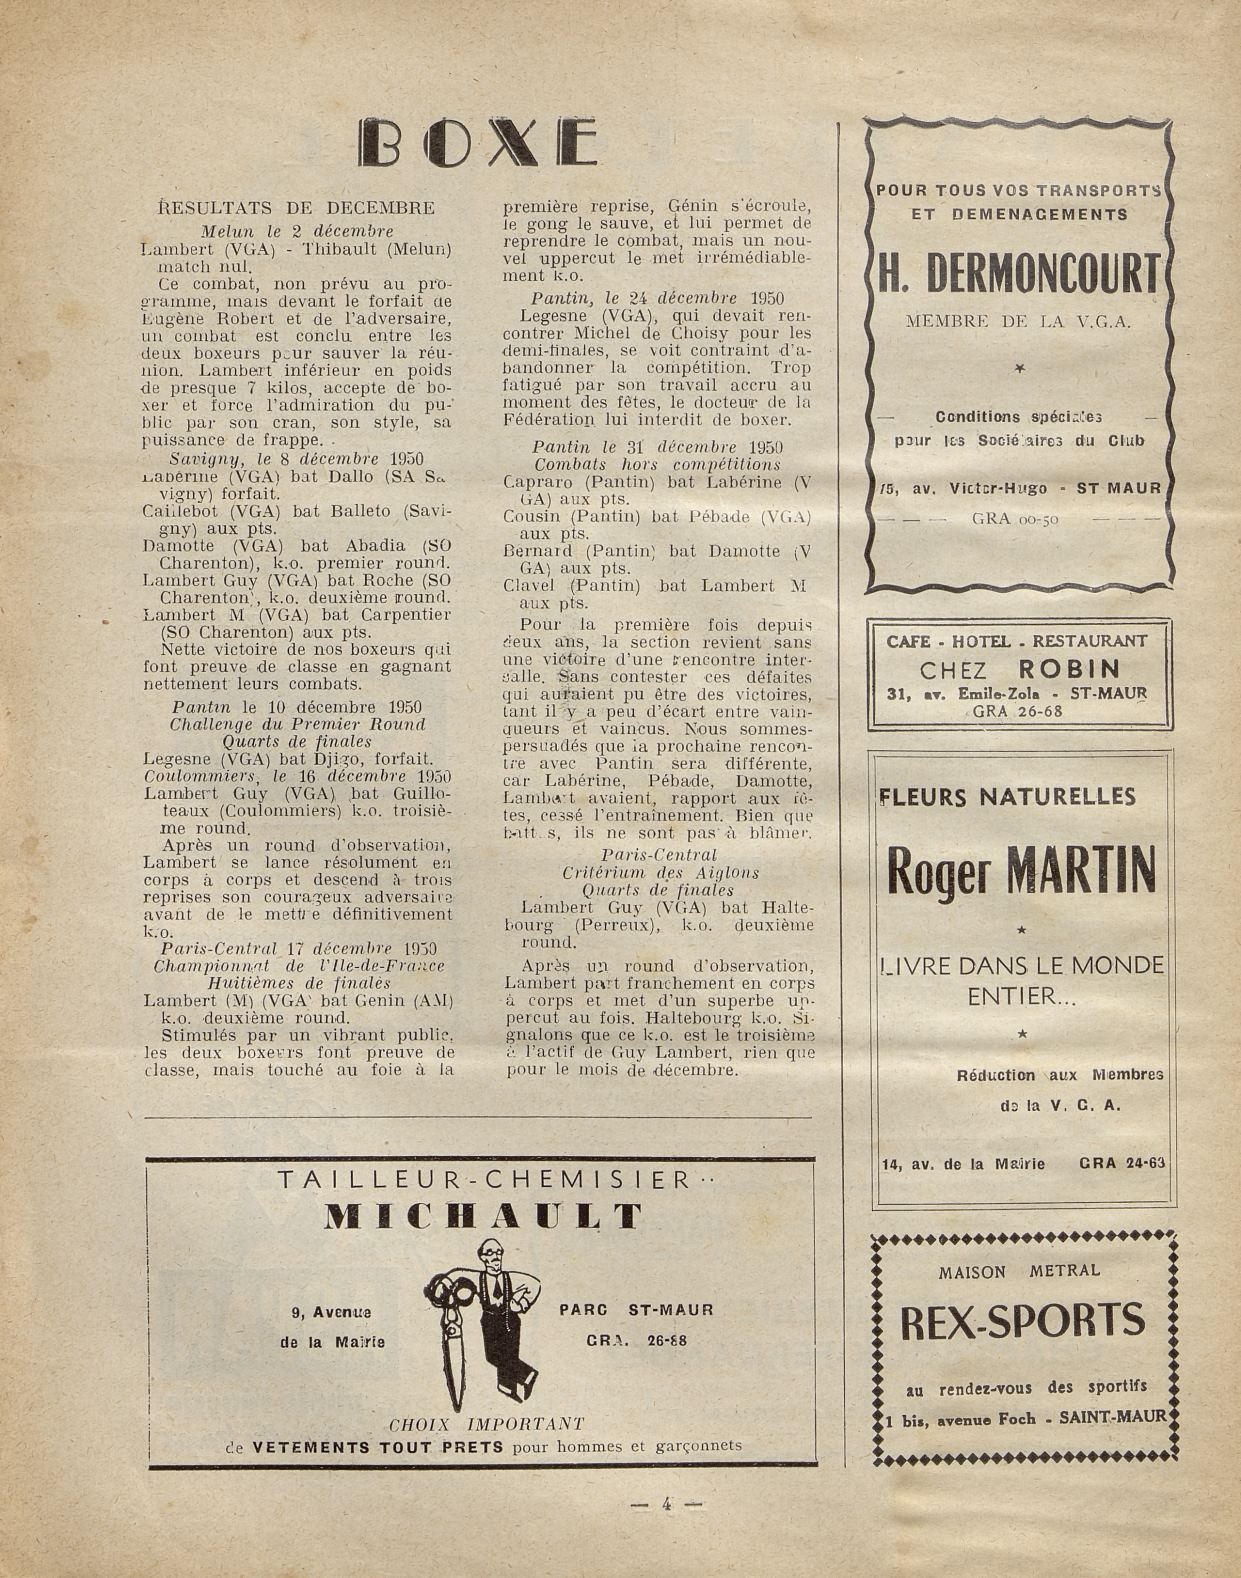 BOXE
RESULTATS DE DECEMBRE
Melun le 2 décembre
Lambert (VGA) - Thibault (Melun)
match nul.
Ce combat, non prévu au pro-
gramme, mais devant le forfait de
Eugène Robert et de l'adversaire,
un combat est conclu entre les
deux boxeurs pour sauver la réu-
nion. Lambert inférieur en poids
de presque 7 kilos, accepte de bo-
xer et force l'admiration du pu-
blic par son cran, son style, sa
puissance de frappe.
Savigny, le 8 décembre 1950
Labérine (VGA) bat Dallo (SA Sa
vigny) forfait.
Caillebot (VGA) bat Balleto (Savi-
gny) aux pts.
Damotte (VGA) bat Abadia (SO
Charenton), k.o. premier round.
Lambert Guy (VGA) bat Roche (SO
Charenton), k.o. deuxième round.
Lambert M (VGA) bat Carpentier
(SO Charenton) aux pts.
Nette victoire de nos boxeurs qui
font preuve de classe en gagnant
nettement leurs combats.
Pantin le 10 décembre 1950
Challenge du Premier Round
Quarts de finales
Legesne (VGA) bat Djigo, forfait.
Coulommiers, le 16 décembre 1950
Lambert Guy (VGA) bat Guillo-
teaux (Coulommiers) k.o. troisiè-
me round.
Après un round d'observation,
Lambert se lance résolument en
corps à corps et descend à trois
reprises son courageux adversaire
avant de le mettre définitivement
k.o.
Paris-Central 17 décembre 1950
Championnat de l'Ile-de-France
Huitièmes de finales
Lambert (M) (VGA) bat Genin (AM)
k.o. deuxième round.
Stimulés par un vibrant public,
les deux boxeurs font preuve de
classe, mais touché au foie à la
première reprise, Génin s'écroule,
le gong le sauve, et lui permet de
reprendre le combat, mais un nou-
vel uppercut le met irrémédiable-
ment k.o.
Pantin, le 24 décembre 1950
Legesne (VGA), qui devait ren-
contrer Michel de Choisy pour les
demi-finales, se voit contraint d'a-
bandonner la compétition. Trop
fatigué par son travail accru au
moment des fêtes, le docteur de la
Fédération lui interdit de boxer.
Pantin le 31 décembre 1950
Combats hors compétitions
Capraro (Pantin) bat Labérine (V
GA) aux pts.
Cousin (Pantin) bat Pébade (VGA)
aux pts.
Bernard (Pantin) bat Damotte (V
GA) aux pts.
Clavel (Pantin) bat Lambert M
aux pts.
Pour la première fois depuis
deux ans, la section revient sans
une victoire d'une rencontre inter-
salle. Sans contester ces défaites
qui auraient pu être des victoires,
tant il y a peu d'écart entre vain-
queurs et vaincus. Nous sommes-
persuadés que la prochaine rencon-
tre avec Pantin sera différente,
car Labérine, Pébade, Damotte,
Lambert avaient, rapport aux fê-
tes, cessé l'entraînement. Bien que
battus, ils ne sont pas à blâmer.
Paris-Central
Critérium des Aiglons
Quarts de finales
Lambert Guy (VGA) bat Halte-
bourg (Perreux), k.o. deuxième
round.
Après un round d'observation,
Lambert part franchement en corps
à corps et met d'un superbe up-
percut au fois. Haltebourg k.o. Si-
gnalons que ce k.o. est le troisième
à l'actif de Guy Lambert, rien que
pour le mois de décembre.
TAILLEUR-CHEMISIER
MICHAULT
9, Avenue
de la Mairie
PARC ST-MAUR
GRA. 26-88
CHOIX IMPORTANT
de VETEMENTS TOUT PRETS pour hommes et garçonnets
POUR TOUS VOS TRANSPORTS
ET DEMENAGEMENTS
H. DERMONCOURT
MEMBRE DE LA V.G.A.
— Conditions spéciales —
pour les Sociétaires du Club
75, av. Victor-Hugo - ST MAUR
— — — GRA 00-50 — — —
CAFE - HOTEL - RESTAURANT
CHEZ ROBIN
31, av. Emile-Zola - ST-MAUR
GRA 26-68
FLEURS NATURELLES
Roger MARTIN
LIVRE DANS LE MONDE
ENTIER...
Réduction aux Membres
de la V. G. A.
14, av. de la Mairie GRA 24-63
MAISON METRAL
REX-SPORTS
au rendez-vous des sportifs
1 bis, avenue Foch - SAINT-MAUR
— 4 —